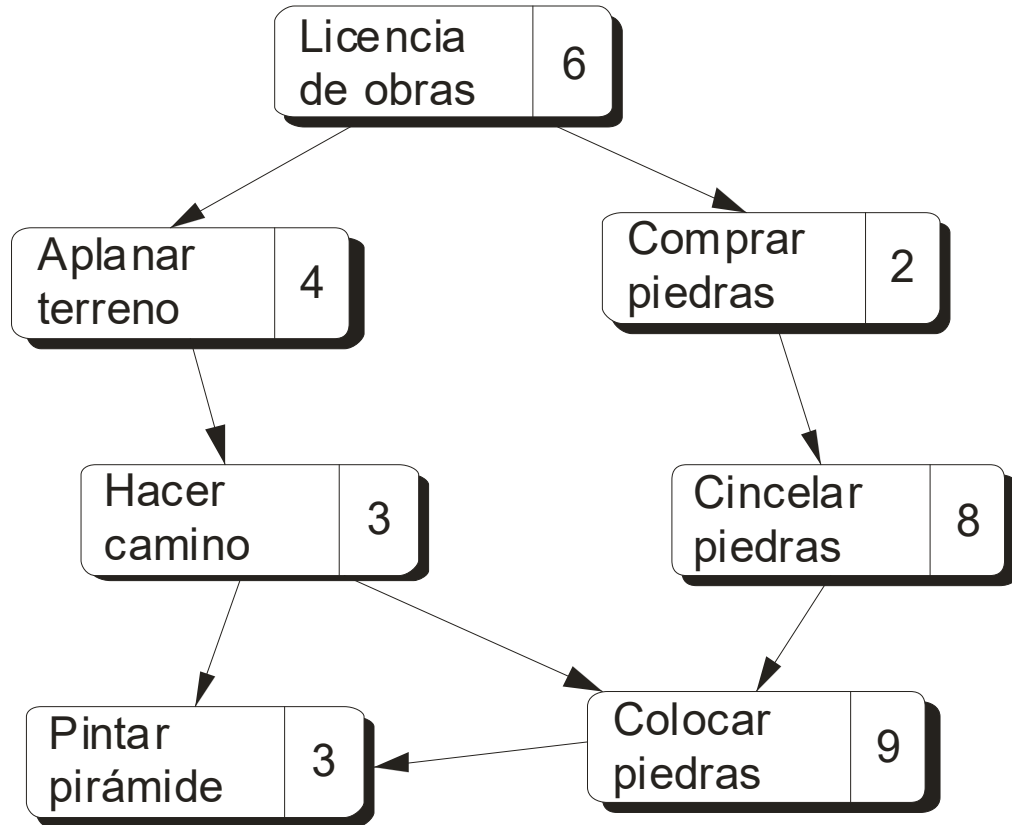 Licencia
de obras
6
Aplanar
terreno
4
Comprar
piedras
2
Hacer
camino
3
Cincelar
piedras
8
Pintar
pirámide
3
Colocar
piedras
9